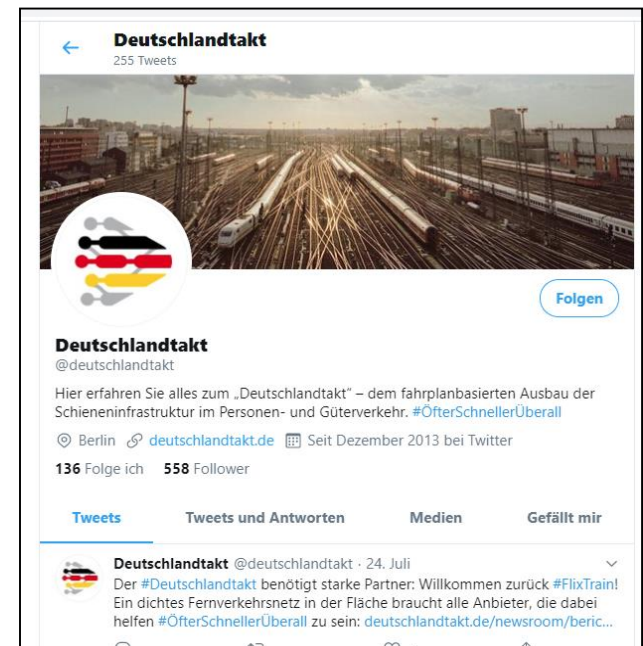 Deutschlandtakt
255 Tweets
Folgen
Deutschlandtakt
@deutschlandtakt
Hier erfahren Sie alles zum „Deutschlandtakt“ – dem fahrplanbasierten Ausbau der
Schieneninfrastruktur im Personen- und Güterverkehr. #ÖfterSchnellerÜberall
Berlin deutschlandtakt.de Seit Dezember 2013 bei Twitter
136 Folge ich 558 Follower
Tweets Tweets und Antworten Medien Gefällt mir
Deutschlandtakt @deutschlandtakt · 24. Juli
Der #Deutschlandtakt benötigt starke Partner: Willkommen zurück #FlixTrain!
Ein dichtes Fernverkehrsnetz in der Fläche braucht alle Anbieter, die dabei
helfen #ÖfterSchnellerÜberall zu sein: deutschlandtakt.de/newsroom/beric...